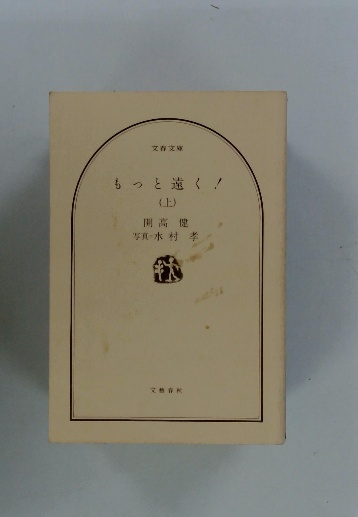 文春文庫
もっと遠く！
(上)
開高 健
写真・水村 孝
文藝春秋